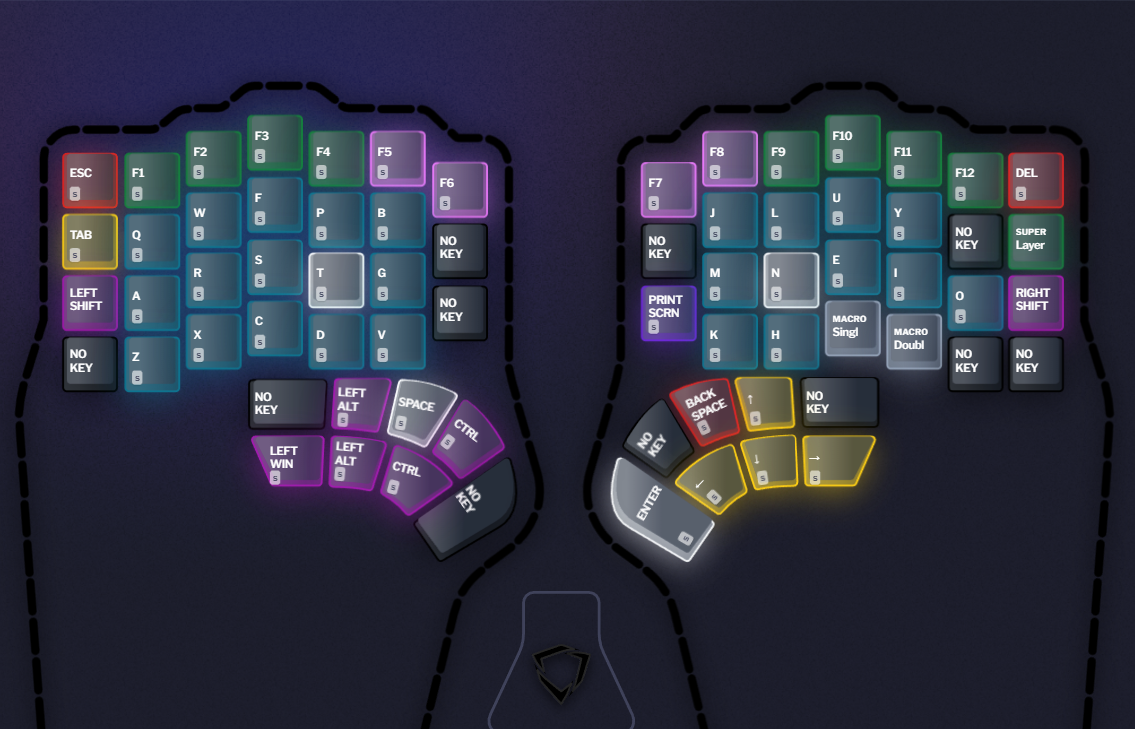 ESC
S
F1
S
F2
S
F3
S
F4
S
F5
S
F6
S
TAB
S
Q
S
W
S
F
S
P
S
B
S
NO
KEY
LEFT
SHIFT
A
S
R
S
S
S
T
S
G
S
NO
KEY
NO
KEY
Z
S
X
S
C
S
D
S
V
S
NO
KEY
LEFT
ALT
S
SPACE
S
CTRL
S
LEFT
WIN
S
LEFT
ALT
S
CTRL
S
NO
KEY
F7
S
F8
S
F9
S
F10
S
F11
S
F12
S
DEL
S
NO
KEY
J
S
L
S
U
S
Y
S
NO
KEY
SUPER
Layer
PRINT
SCRN
S
M
S
N
S
E
S
I
S
O
S
RIGHT
SHIFT
K
S
H
S
MACRO
Singl
MACRO
Doubl
NO
KEY
NO
KEY
NO
KEY
BACK
SPACE
S
↑
S
NO
KEY
ENTER
S
←
S
↓
S
→
S